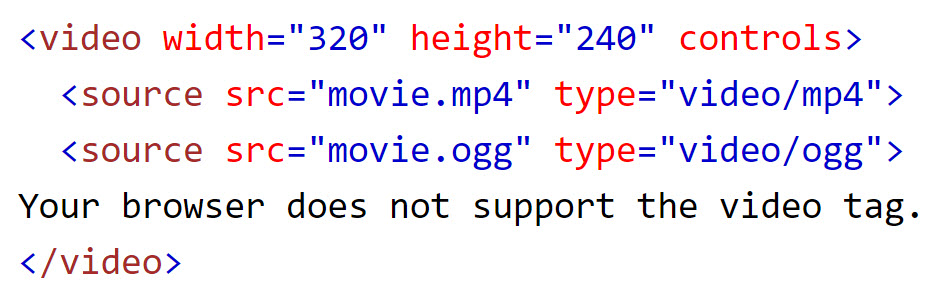 <video width="320" height="240" controls>
  <source src="movie.mp4" type="video/mp4">
  <source src="movie.ogg" type="video/ogg">
Your browser does not support the video tag.
</video>